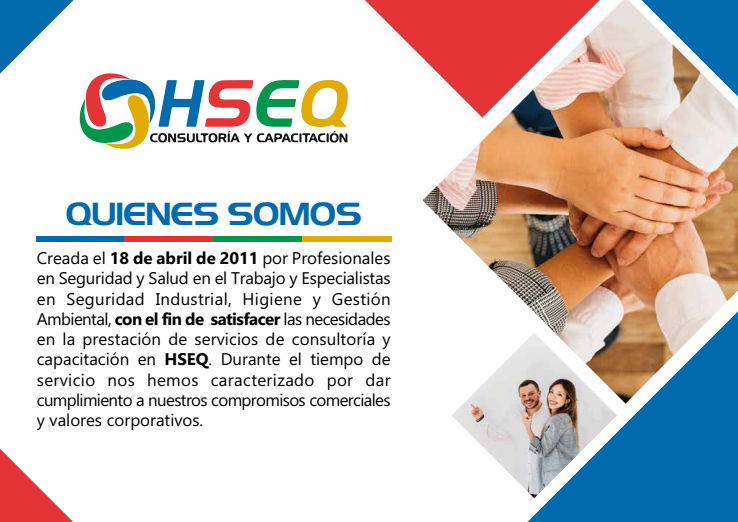 HSEQ
CONSULTORÍA Y CAPACITACIÓN
QUIENES SOMOS
Creada el 18 de abril de 2011 por Profesionales
en Seguridad y Salud en el Trabajo y Especialistas
en Seguridad Industrial, Higiene y Gestión
Ambiental, con el fin de satisfacer las necesidades
en la prestación de servicios de consultoría y
capacitación en HSEQ. Durante el tiempo de
servicio nos hemos caracterizado por dar
cumplimiento a nuestros compromisos comerciales
y valores corporativos.